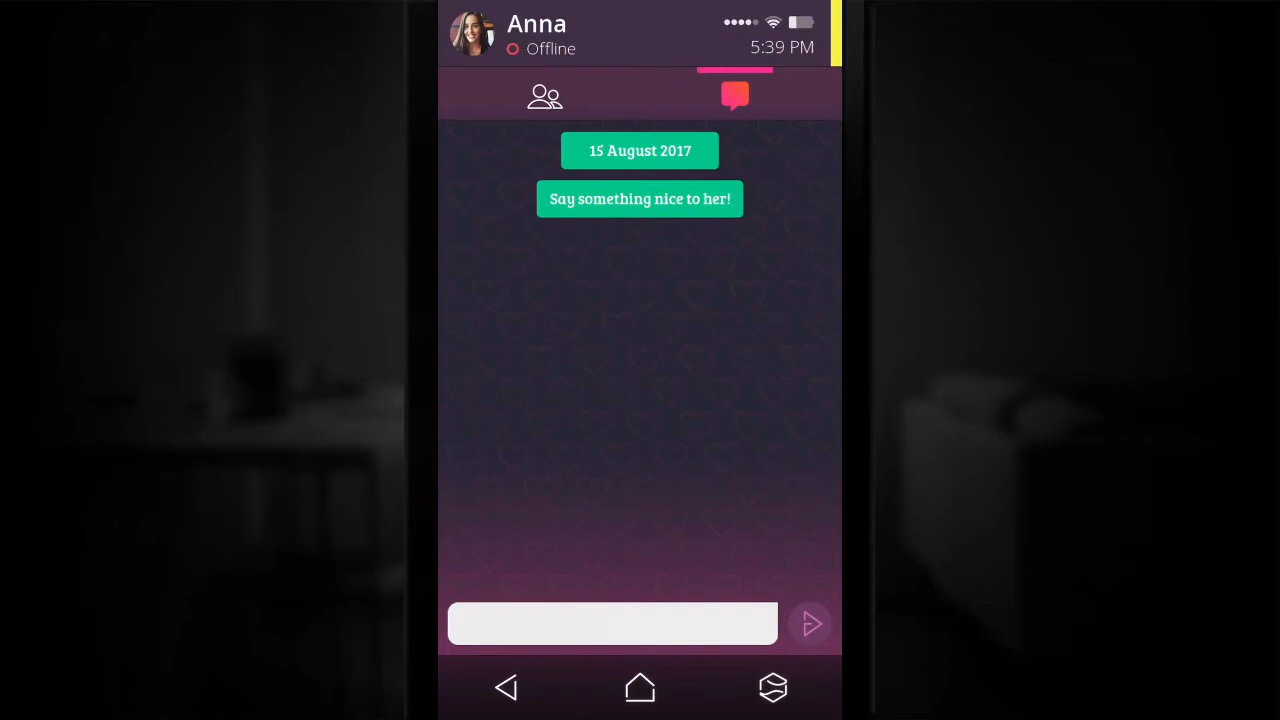 Anna
Offline
5:39 PM
15 August 2017
Say something nice to her!